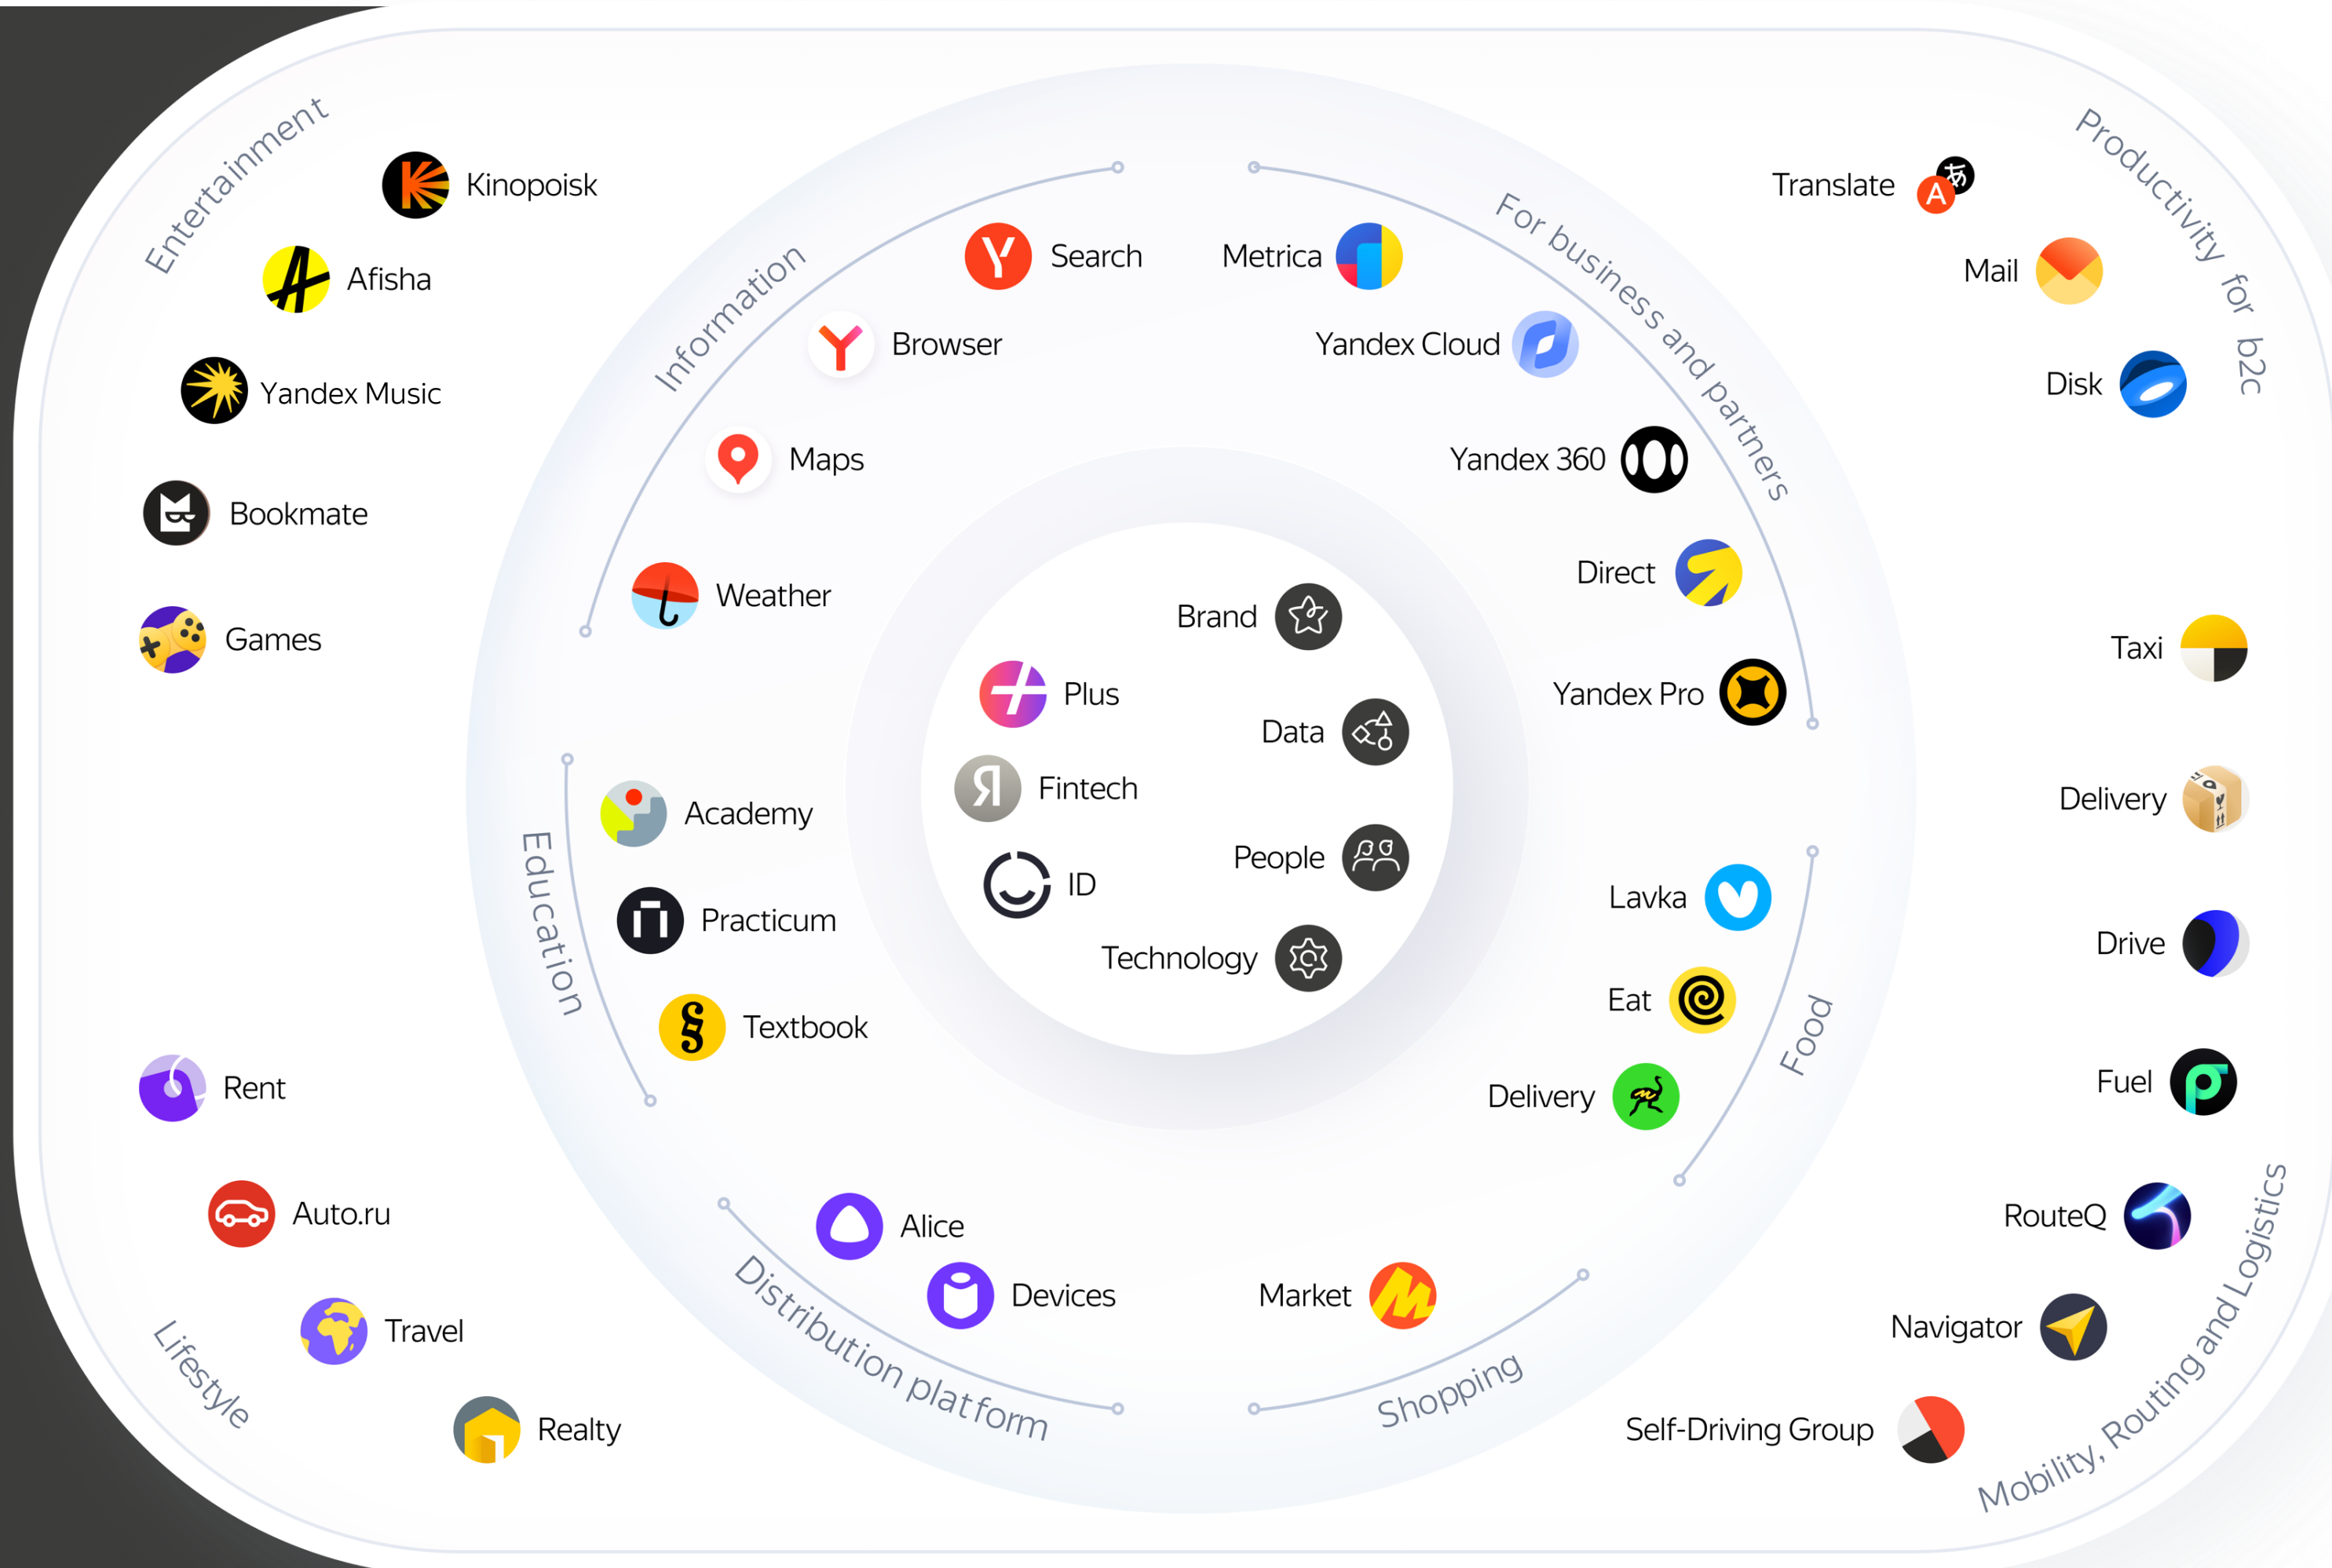 Entertainment
Kinopoisk
Afisha
Yandex Music
Bookmate
Games
Information
Search
Browser
Maps
Weather
For business and partners
Metrica
Yandex Cloud
Yandex 360
Direct
Yandex Pro
Productivity for b2c
Translate
A
あ
Mail
Disk
Brand
Plus
Data
Я Fintech
People
ID
Technology
Education
Academy
Practicum
Textbook
Food
Lavka
Eat
Delivery
Taxi
Delivery
Drive
Fuel
RouteQ
Navigator
Self-Driving Group
Mobility, Routing and Logistics
Rent
Auto.ru
Travel
Realty
Lifestyle
Alice
Devices
Distribution platform
Market
Shopping